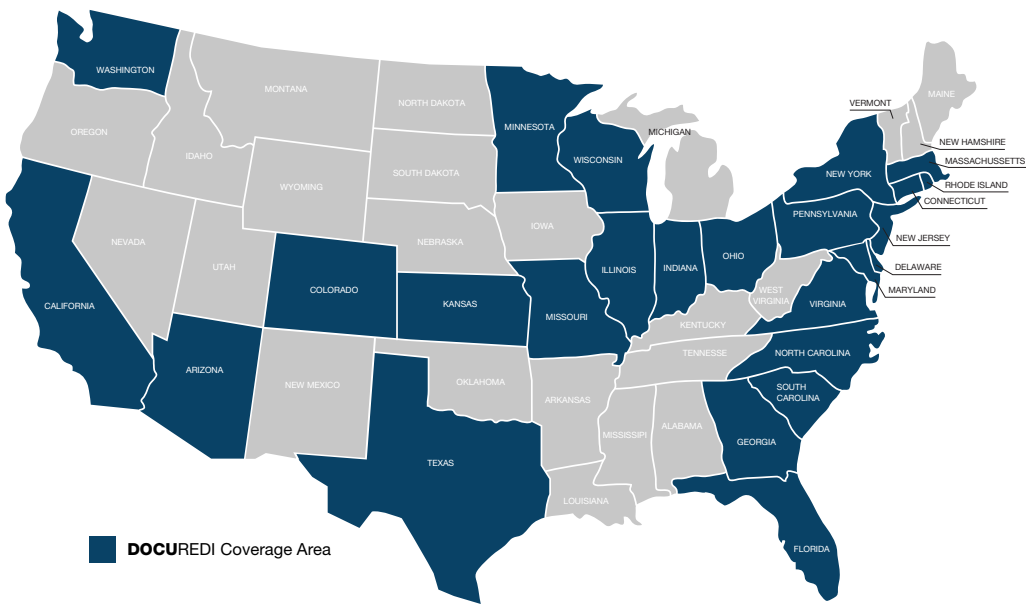 WASHINGTON
MONTANA
NORTH DAKOTA
MINNESOTA
MICHIGAN
VERMONT
MAINE
OREGON
IDAHO
WISCONSIN
NEW HAMSHIRE
MASSACHUSSETTS
SOUTH DAKOTA
NEW YORK
RHODE ISLAND
WYOMING
CONNECTICUT
PENNSYLVANIA
IOWA
NEVADA
NEBRASKA
NEW JERSEY
UTAH
ILLINOIS
INDIANA
OHIO
DELAWARE
COLORADO
WEST
VIRGINIA
MARYLAND
CALIFORNIA
KANSAS
VIRGINIA
MISSOURI
KENTUCKY
TENNESSE
NORTH CAROLINA
ARIZONA
NEW MEXICO
OKLAHOMA
SOUTH
CAROLINA
ARKANSAS
MISSISSIPI
ALABAMA
GEORGIA
TEXAS
LOUISIANA
FLORIDA
DOCUREDI Coverage Area